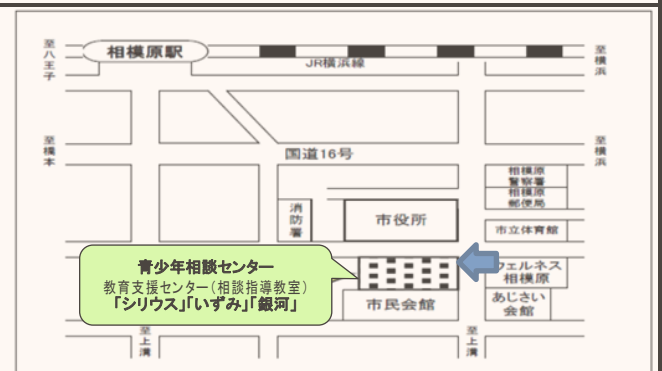 至八王子
相模原駅
JR横浜線
至横浜
至橋本
国道16号
至横浜
相模原
警察署
相模原
郵便局
消防署
市役所
市立体育館
青少年相談センター
教育支援センター(相談指導教室)
「シリウス」「いずみ」「銀河」
ウェルネス
相模原
市民会館
あじさい
会館
至上溝
至上溝